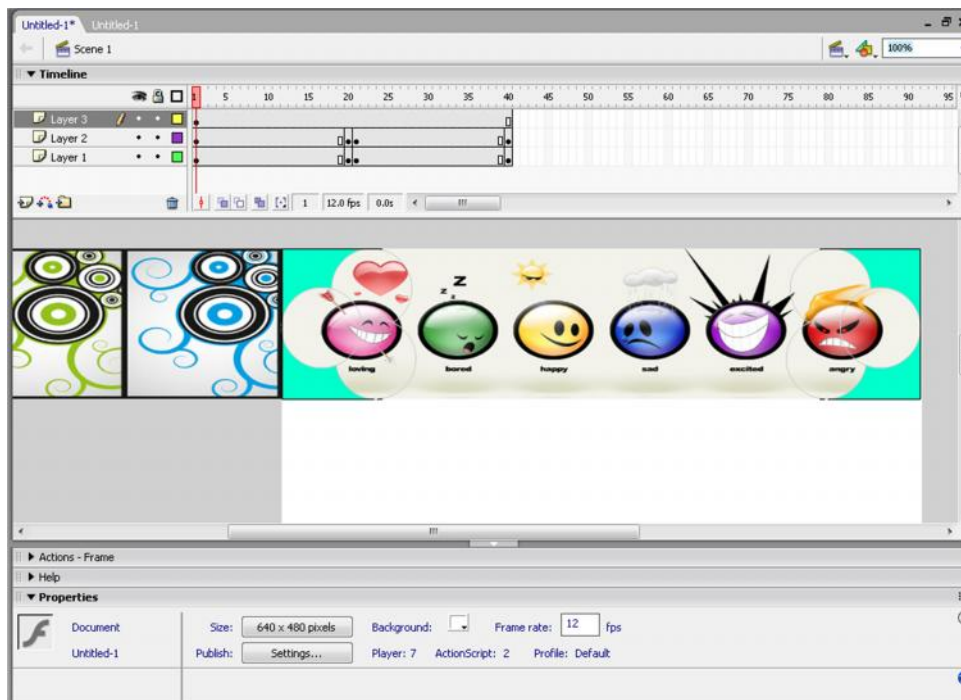 Untitled-1* Untitled-1
Scene 1 100%
Timeline
1 5 10 15 20 25 30 35 40 45 50 55 60 65 70 75 80 85 90 95
Layer 3
Layer 2
Layer 1
1 12.0 fps 0.0s
z z Z
loving bored happy sad excited angry
Actions - Frame
Help
Properties
Document Size: 640 x 480 pixels Background: Frame rate: 12 fps
Untitled-1 Publish: Settings... Player: 7 ActionScript: 2 Profile: Default